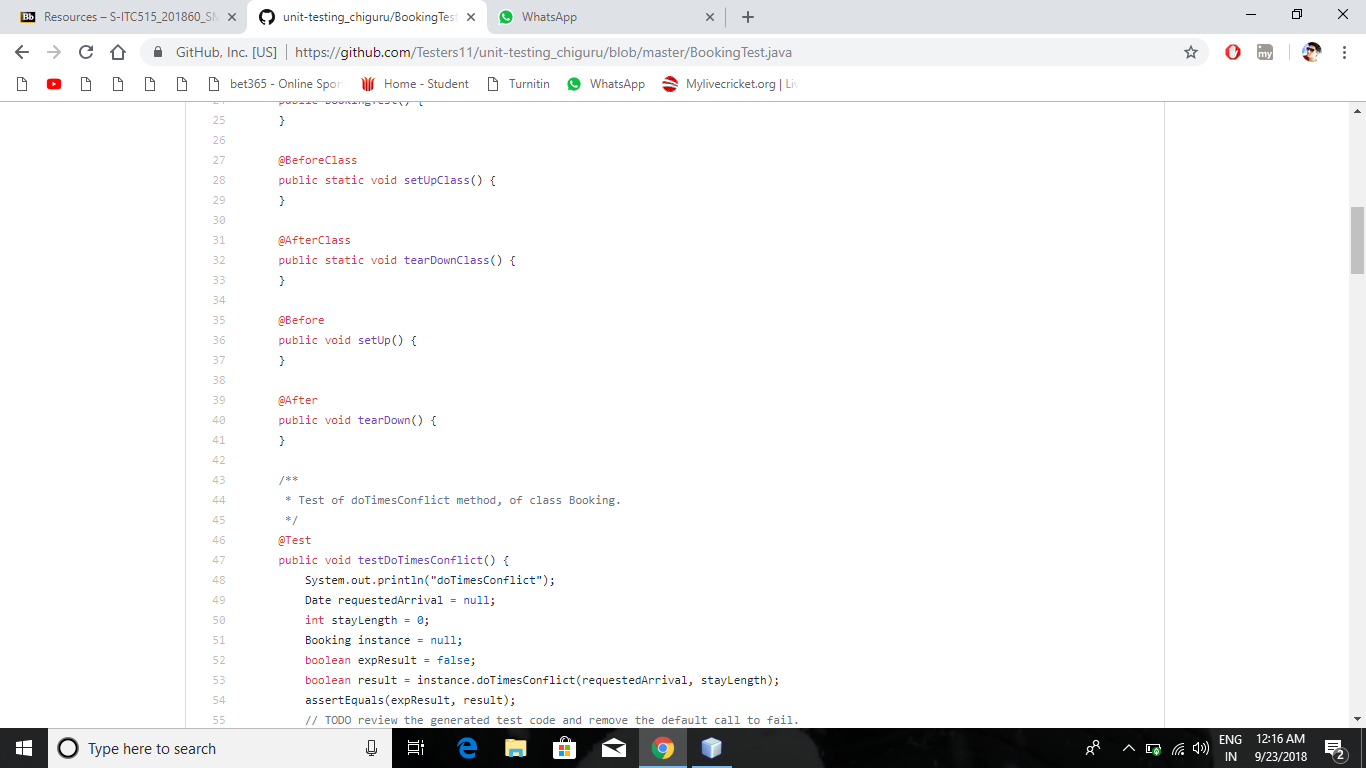 Bb Resources – S-ITC515_201860_SM
unit-testing_chiguru/BookingTest
WhatsApp
GitHub, Inc. [US] | https://github.com/Testers11/unit-testing_chiguru/blob/master/BookingTest.java
my
bet365 - Online Spor
Home - Student
Turnitin
WhatsApp
Mylivecricket.org | Liv
24 public BookingTest() {
25 }
26
27 @BeforeClass
28 public static void setUpClass() {
29 }
30
31 @AfterClass
32 public static void tearDownClass() {
33 }
34
35 @Before
36 public void setUp() {
37 }
38
39 @After
40 public void tearDown() {
41 }
42
43 /**
44 * Test of doTimesConflict method, of class Booking.
45 */
46 @Test
47 public void testDoTimesConflict() {
48 System.out.println("doTimesConflict");
49 Date requestedArrival = null;
50 int stayLength = 0;
51 Booking instance = null;
52 boolean expResult = false;
53 boolean result = instance.doTimesConflict(requestedArrival, stayLength);
54 assertEquals(expResult, result);
55 // TODO review the generated test code and remove the default call to fail.
Type here to search
ENG
IN
12:16 AM
9/23/2018
2